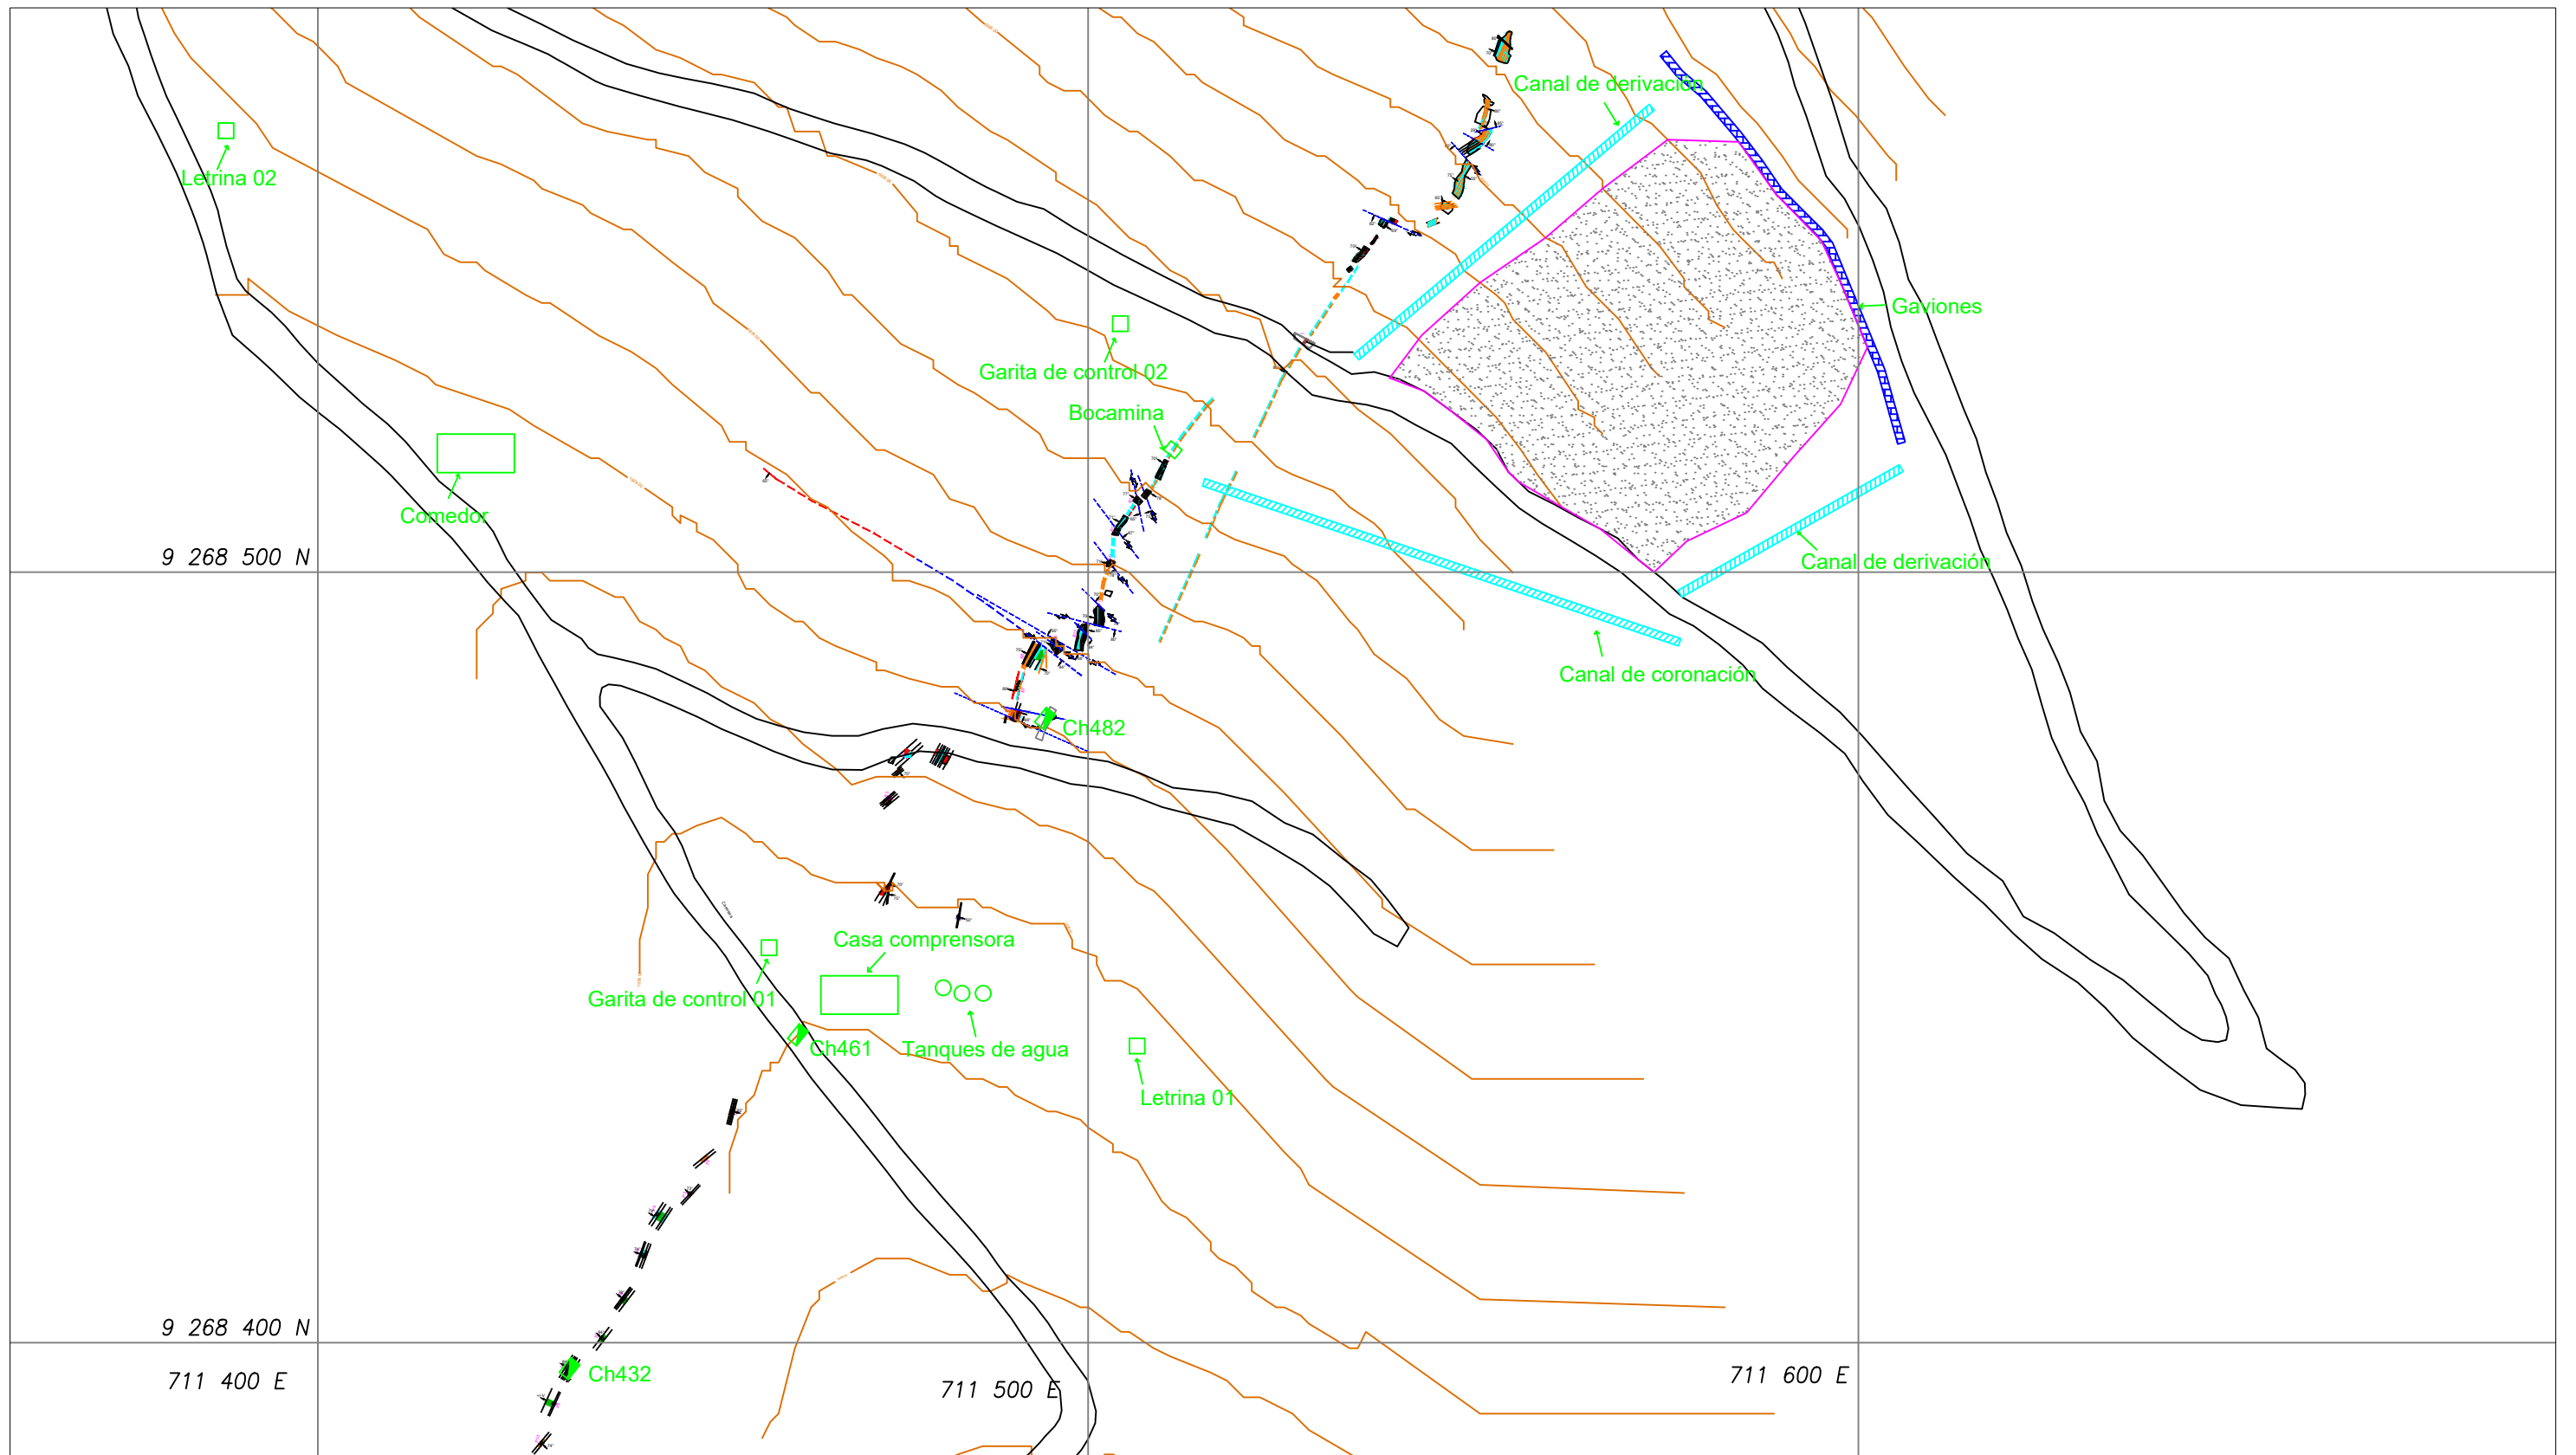 Canal de derivación
Letrina 02
Gaviones
Garita de control 02
Bocamina
Comedor
9 268 500 N
Canal de derivación
Canal de coronación
Ch482
Carretera
Casa comprensora
Garita de control 01
Ch461
Tanques de agua
Letrina 01
9 268 400 N
Ch432
711 400 E
711 500 E
711 600 E